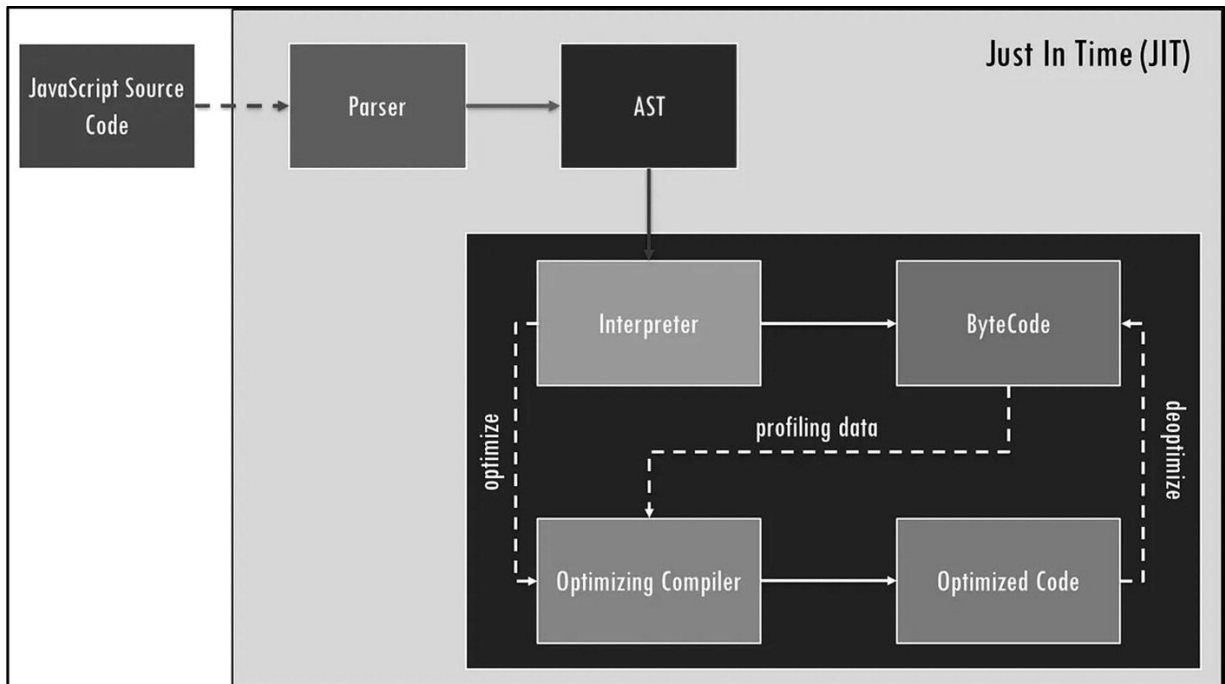 Just In Time (JIT)
JavaScript Source
Code
Parser
AST
Interpreter
ByteCode
optimize
profiling data
deoptimize
Optimizing Compiler
Optimized Code